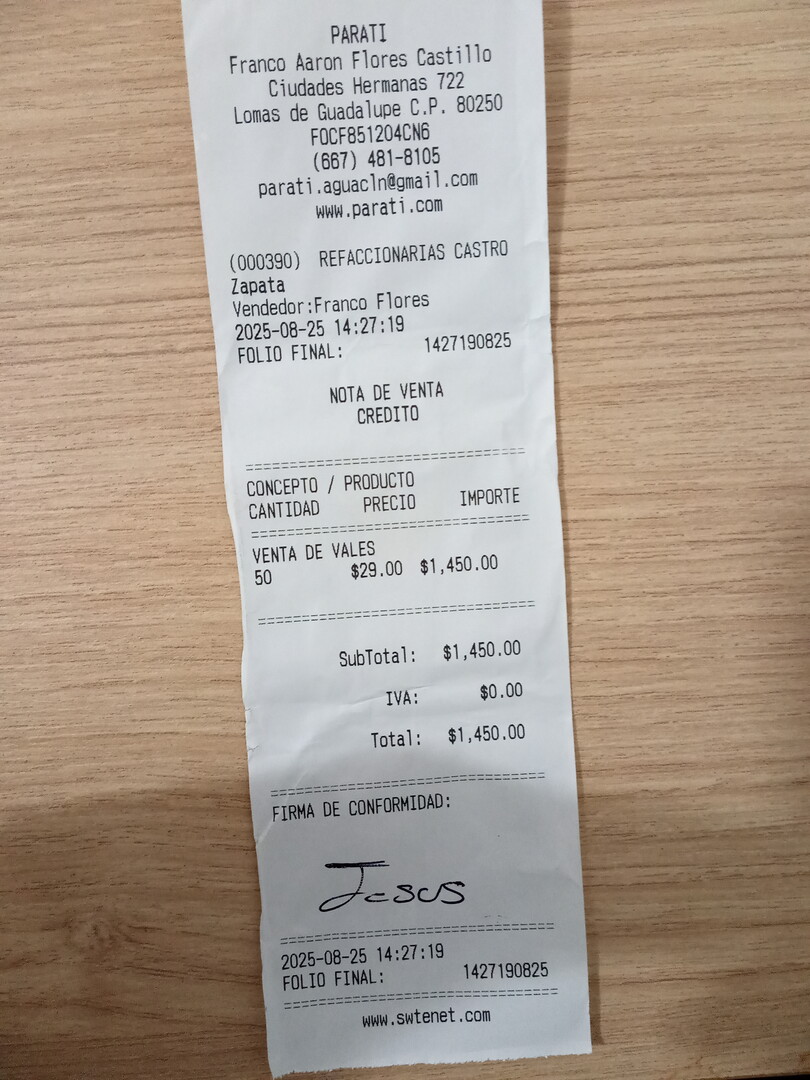 PARATI
Franco Aaron Flores Castillo
Ciudades Hermanas 722
Lomas de Guadalupe C.P. 80250
FOCF851204CN6
(667) 481-8105
parati.aguacln@gmail.com
www.parati.com
(000390) REFACCIONARIAS CASTRO
Zapata
Vendedor:Franco Flores
2025-08-25 14:27:19
FOLIO FINAL: 1427190825
NOTA DE VENTA
CREDITO
CONCEPTO / PRODUCTO
CANTIDAD PRECIO IMPORTE
VENTA DE VALES
50 $29.00 $1,450.00
SubTotal: $1,450.00
IVA: $0.00
Total: $1,450.00
FIRMA DE CONFORMIDAD:
Jesus
2025-08-25 14:27:19
FOLIO FINAL: 1427190825
www.swtenet.com